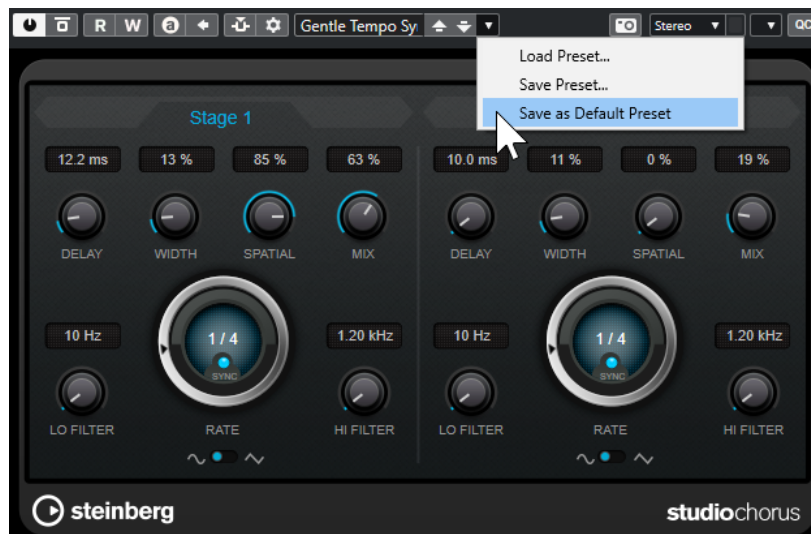 R W a Gentle Tempo Sy Stereo QC
Load Preset...
Save Preset...
Save as Default Preset
Stage 1
12.2 ms 13 % 85 % 63 % 10.0 ms 11 % 0 % 19 %
DELAY WIDTH SPATIAL MIX DELAY WIDTH SPATIAL MIX
10 Hz 1 / 4 1.20 kHz 10 Hz 1 / 4 1.20 kHz
SYNC SYNC
LO FILTER RATE HI FILTER LO FILTER RATE HI FILTER
steinberg studiochorus